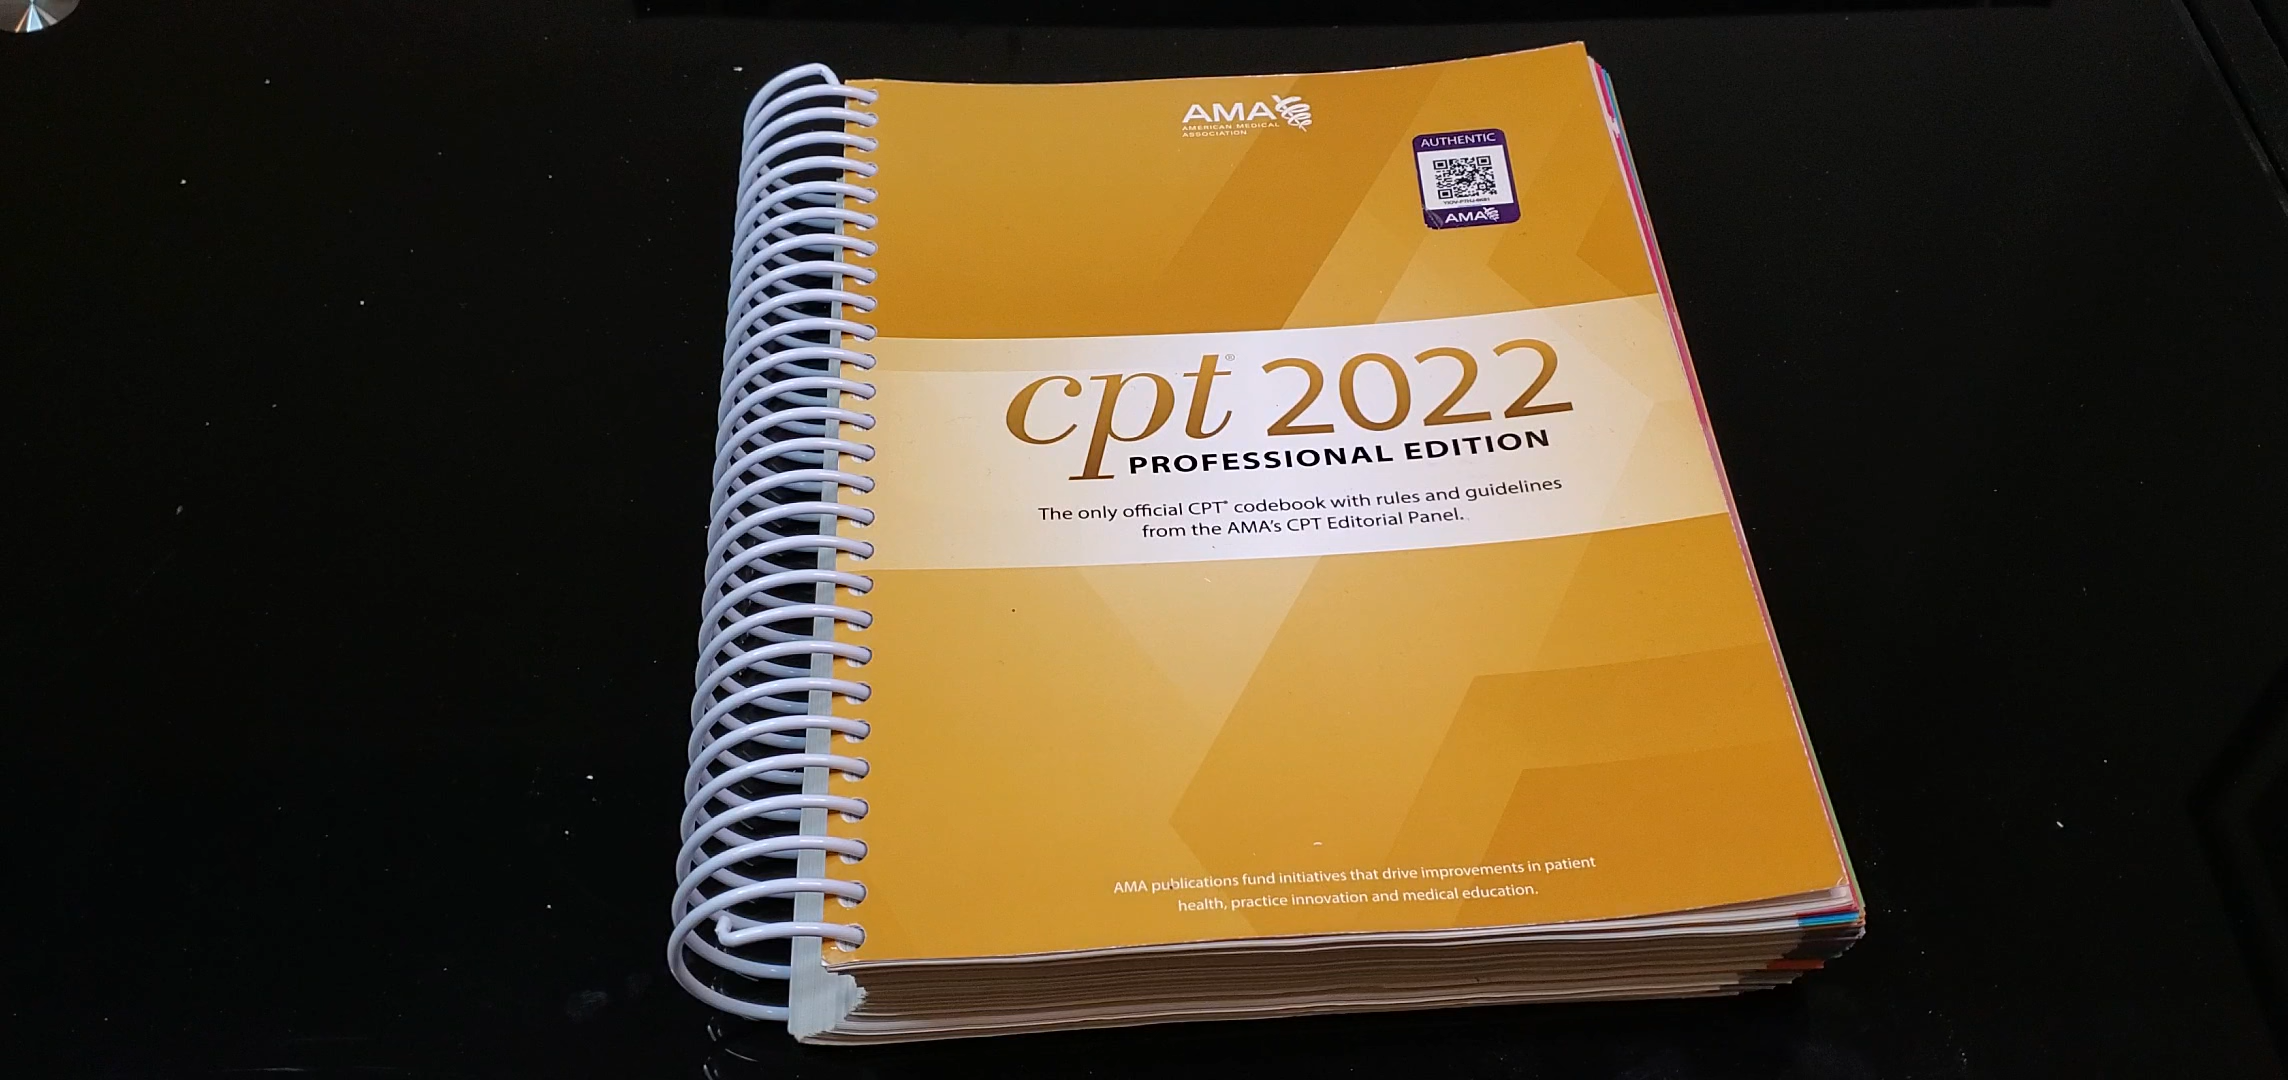 AMA
AMERICAN MEDICAL
ASSOCIATION
AUTHENTIC
AMA
cpt® 2022
PROFESSIONAL EDITION
The only official CPT® codebook with rules and guidelines
from the AMA's CPT Editorial Panel.
AMA publications fund initiatives that drive improvements in patient
health, practice innovation and medical education.